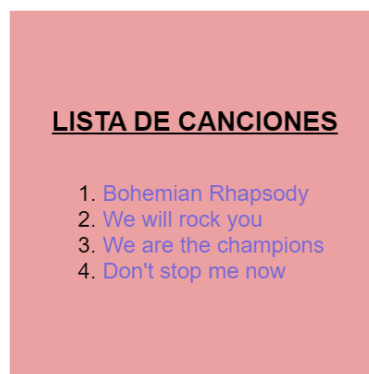 LISTA DE CANCIONES
1. Bohemian Rhapsody
2. We will rock you
3. We are the champions
4. Don't stop me now